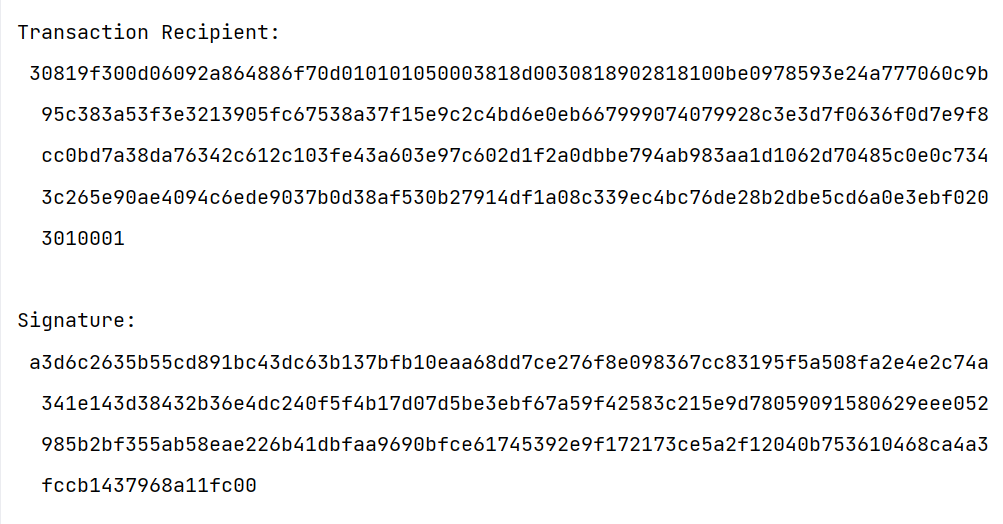 Transaction Recipient:
30819f300d06092a864886f70d010101050003818d0030818902818100be0978593e24a777060c9b
95c383a53f3e3213905fc67538a37f15e9c2c4bd6e0eb667999074079928c3e3d7f0636f0d7e9f8
cc0bd7a38da76342c612c103fe43a603e97c602d1f2a0dbbe794ab983aa1d1062d70485c0e0c734
3c265e90ae4094c6ede9037b0d38af530b27914df1a08c339ec4bc76de28b2dbe5cd6a0e3ebf020
3010001
Signature:
a3d6c2635b55cd891bc43dc63b137bfb10eaa68dd7ce276f8e098367cc83195f5a508fa2e4e2c74a
341e143d38432b36e4dc240f5f4b17d07d5be3ebf67a59f42583c215e9d78059091580629eee052
985b2bf355ab58eae226b41dbfaa9690bfce61745392e9f172173ce5a2f12040b753610468ca4a3
fccb1437968a11fc00